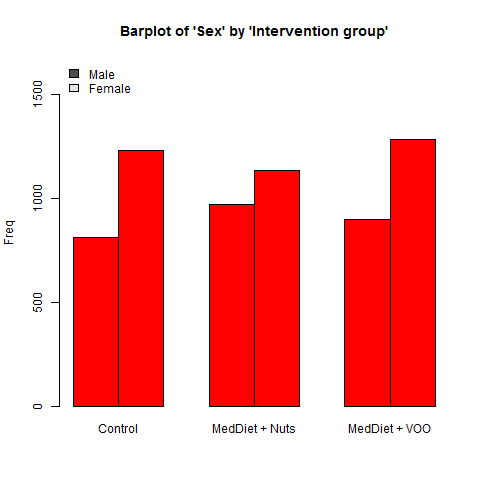 Barplot of 'Sex' by 'Intervention group'
Male
Female
Freq
1500
1000
500
0
Control
MedDiet + Nuts
MedDiet + VOO